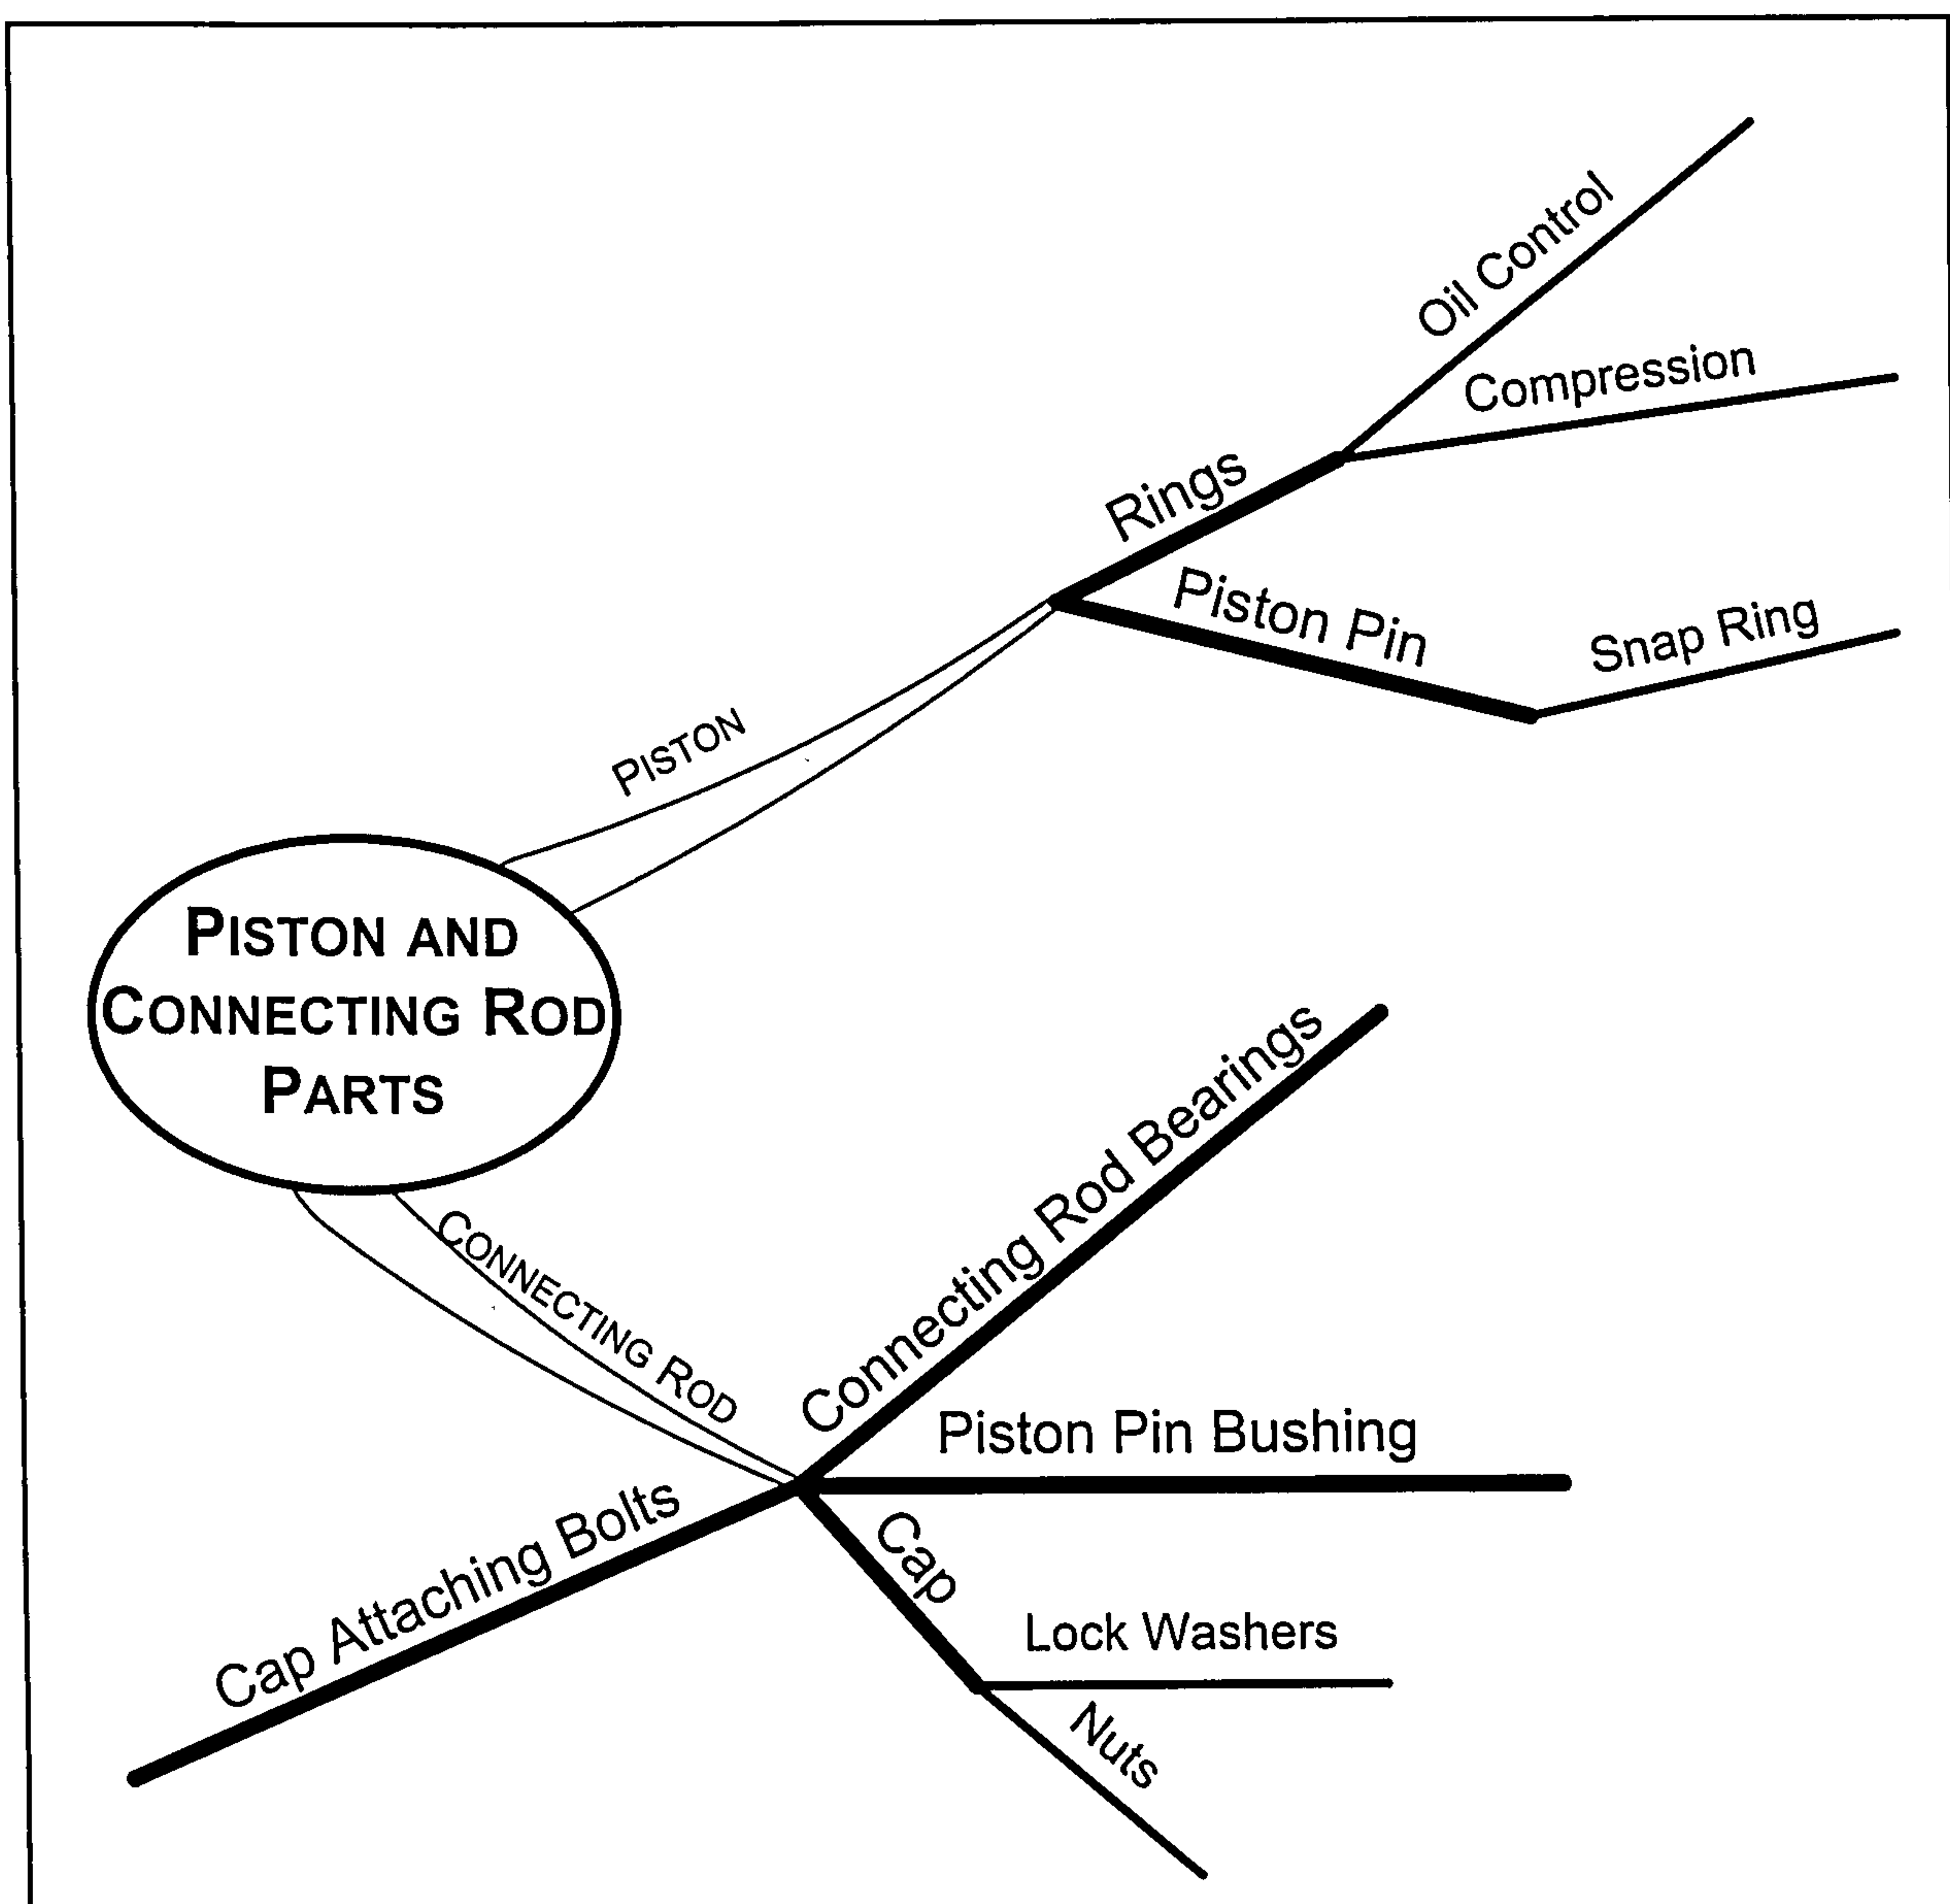 Oil Control
Compression
Rings
Piston Pin
Snap Ring
PISTON
PISTON AND
CONNECTING ROD
PARTS
CONNECTING ROD
Connecting Rod Bearings
Piston Pin Bushing
Cap Attaching Bolts
Cap
Lock Washers
Nuts